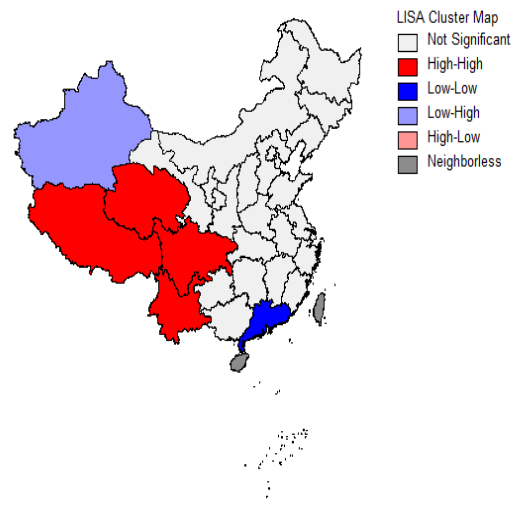 LISA Cluster Map
Not Significant
High-High
Low-Low
Low-High
High-Low
Neighborless